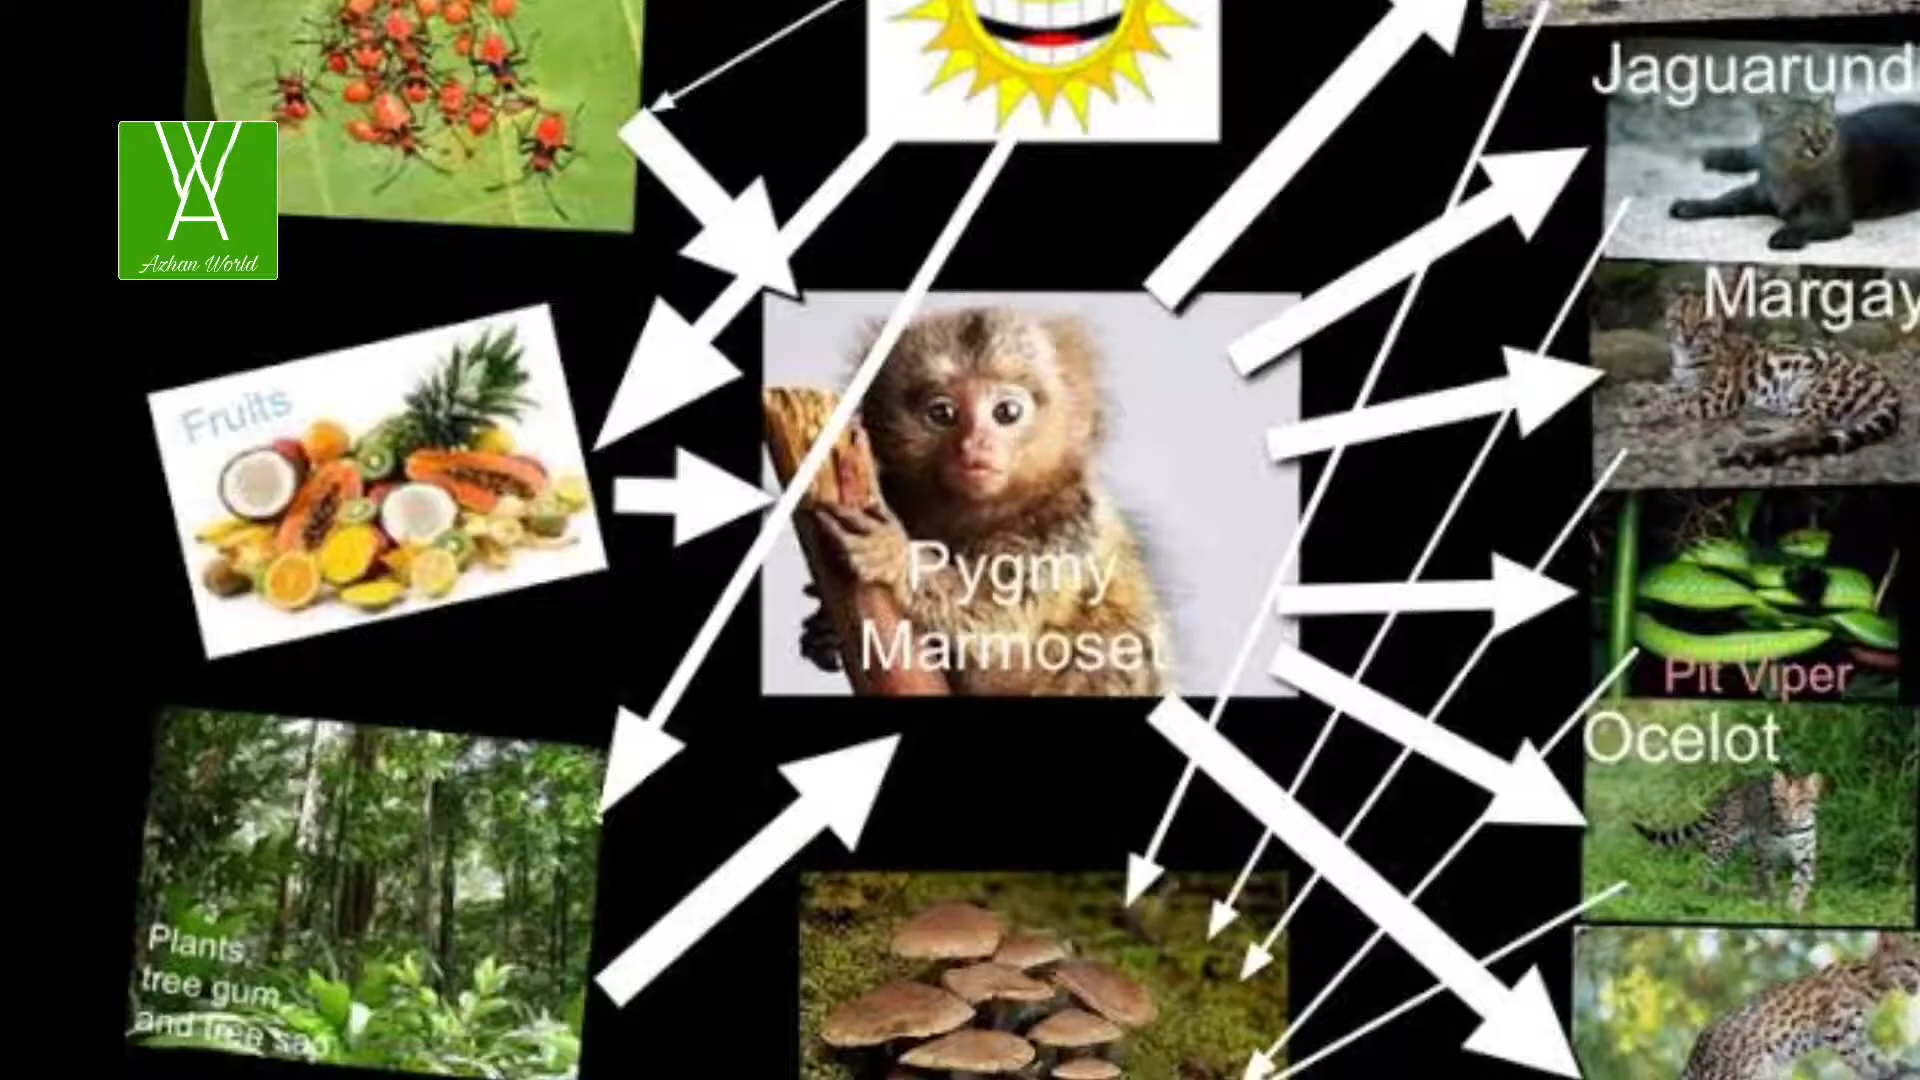 Jaguarund
Azhan World
Margay
Fruits
Pygmy
Marmoset
Pit Viper
Ocelot
Plants,
tree gum
and tree sap